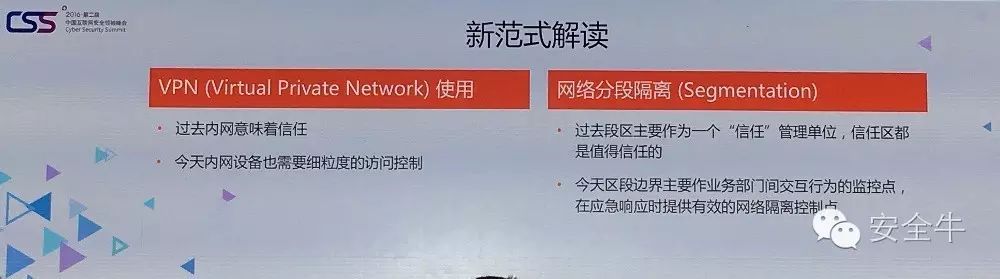 CSS
2016·第二届
中国互联网安全领袖峰会
Cyber Security Summit
新范式解读
VPN (Virtual Private Network) 使用
• 过去内网意味着信任
• 今天内网设备也需要细粒度的访问控制
网络分段隔离 (Segmentation)
• 过去段区主要作为一个“信任”管理单位，信任区都
是值得信任的
• 今天区段边界主要作业务部门间交互行为的监控点，
在应急响应时提供有效的网络隔离控制点
安全牛